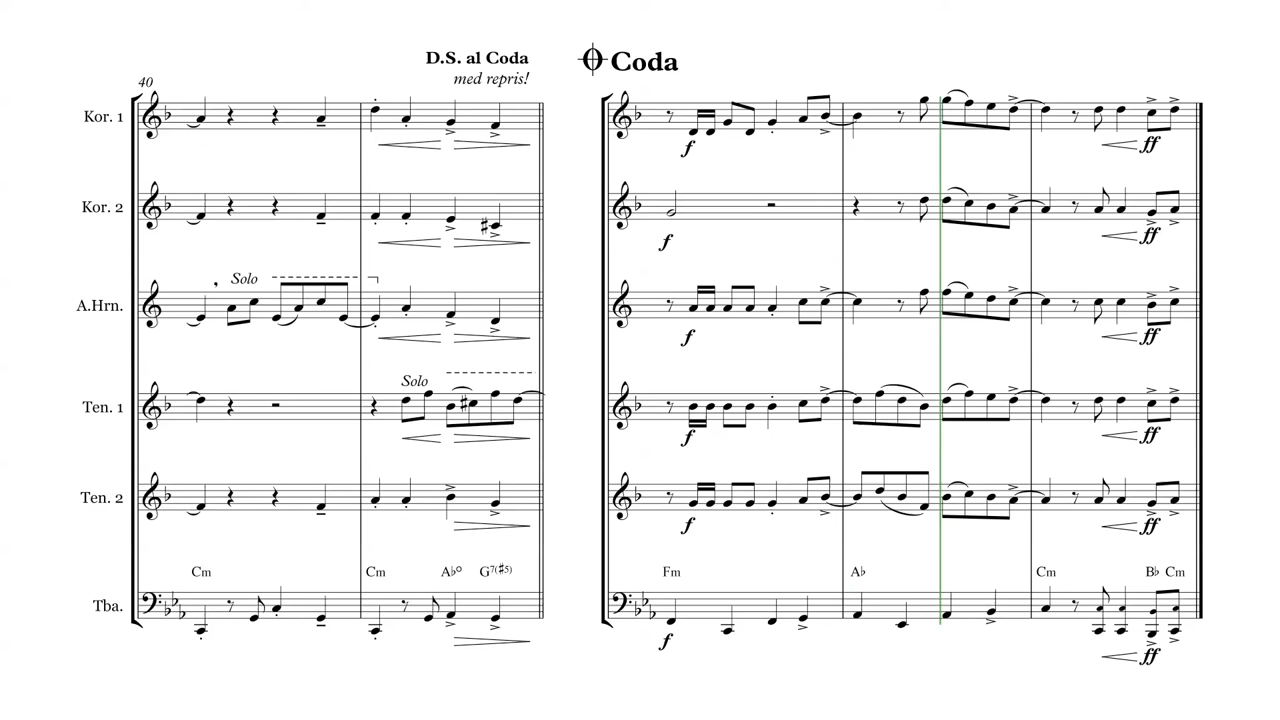 D.S. al Coda
Coda
med repris!
40
Kor. 1
f
ff
Kor. 2
f
ff
Solo
A.Hrn.
f
ff
Solo
Ten. 1
f
ff
Ten. 2
f
ff
Cm Cm A♭o G7(♯5) Fm A♭ Cm B♭ Cm
Tba.
f
ff